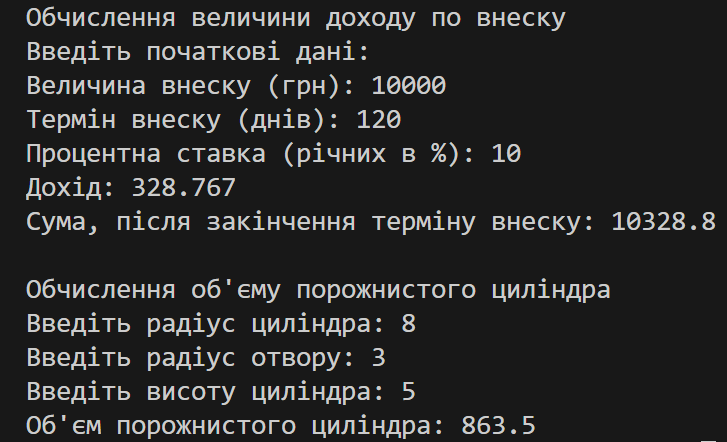 Обчислення величини доходу по внеску
Введіть початкові дані:
Величина внеску (грн): 10000
Термін внеску (днів): 120
Процентна ставка (річних в %): 10
Дохід: 328.767
Сума, після закінчення терміну внеску: 10328.8
Обчислення об'єму порожнистого циліндра
Введіть радіус циліндра: 8
Введіть радіус отвору: 3
Введіть висоту циліндра: 5
Об'єм порожнистого циліндра: 863.5